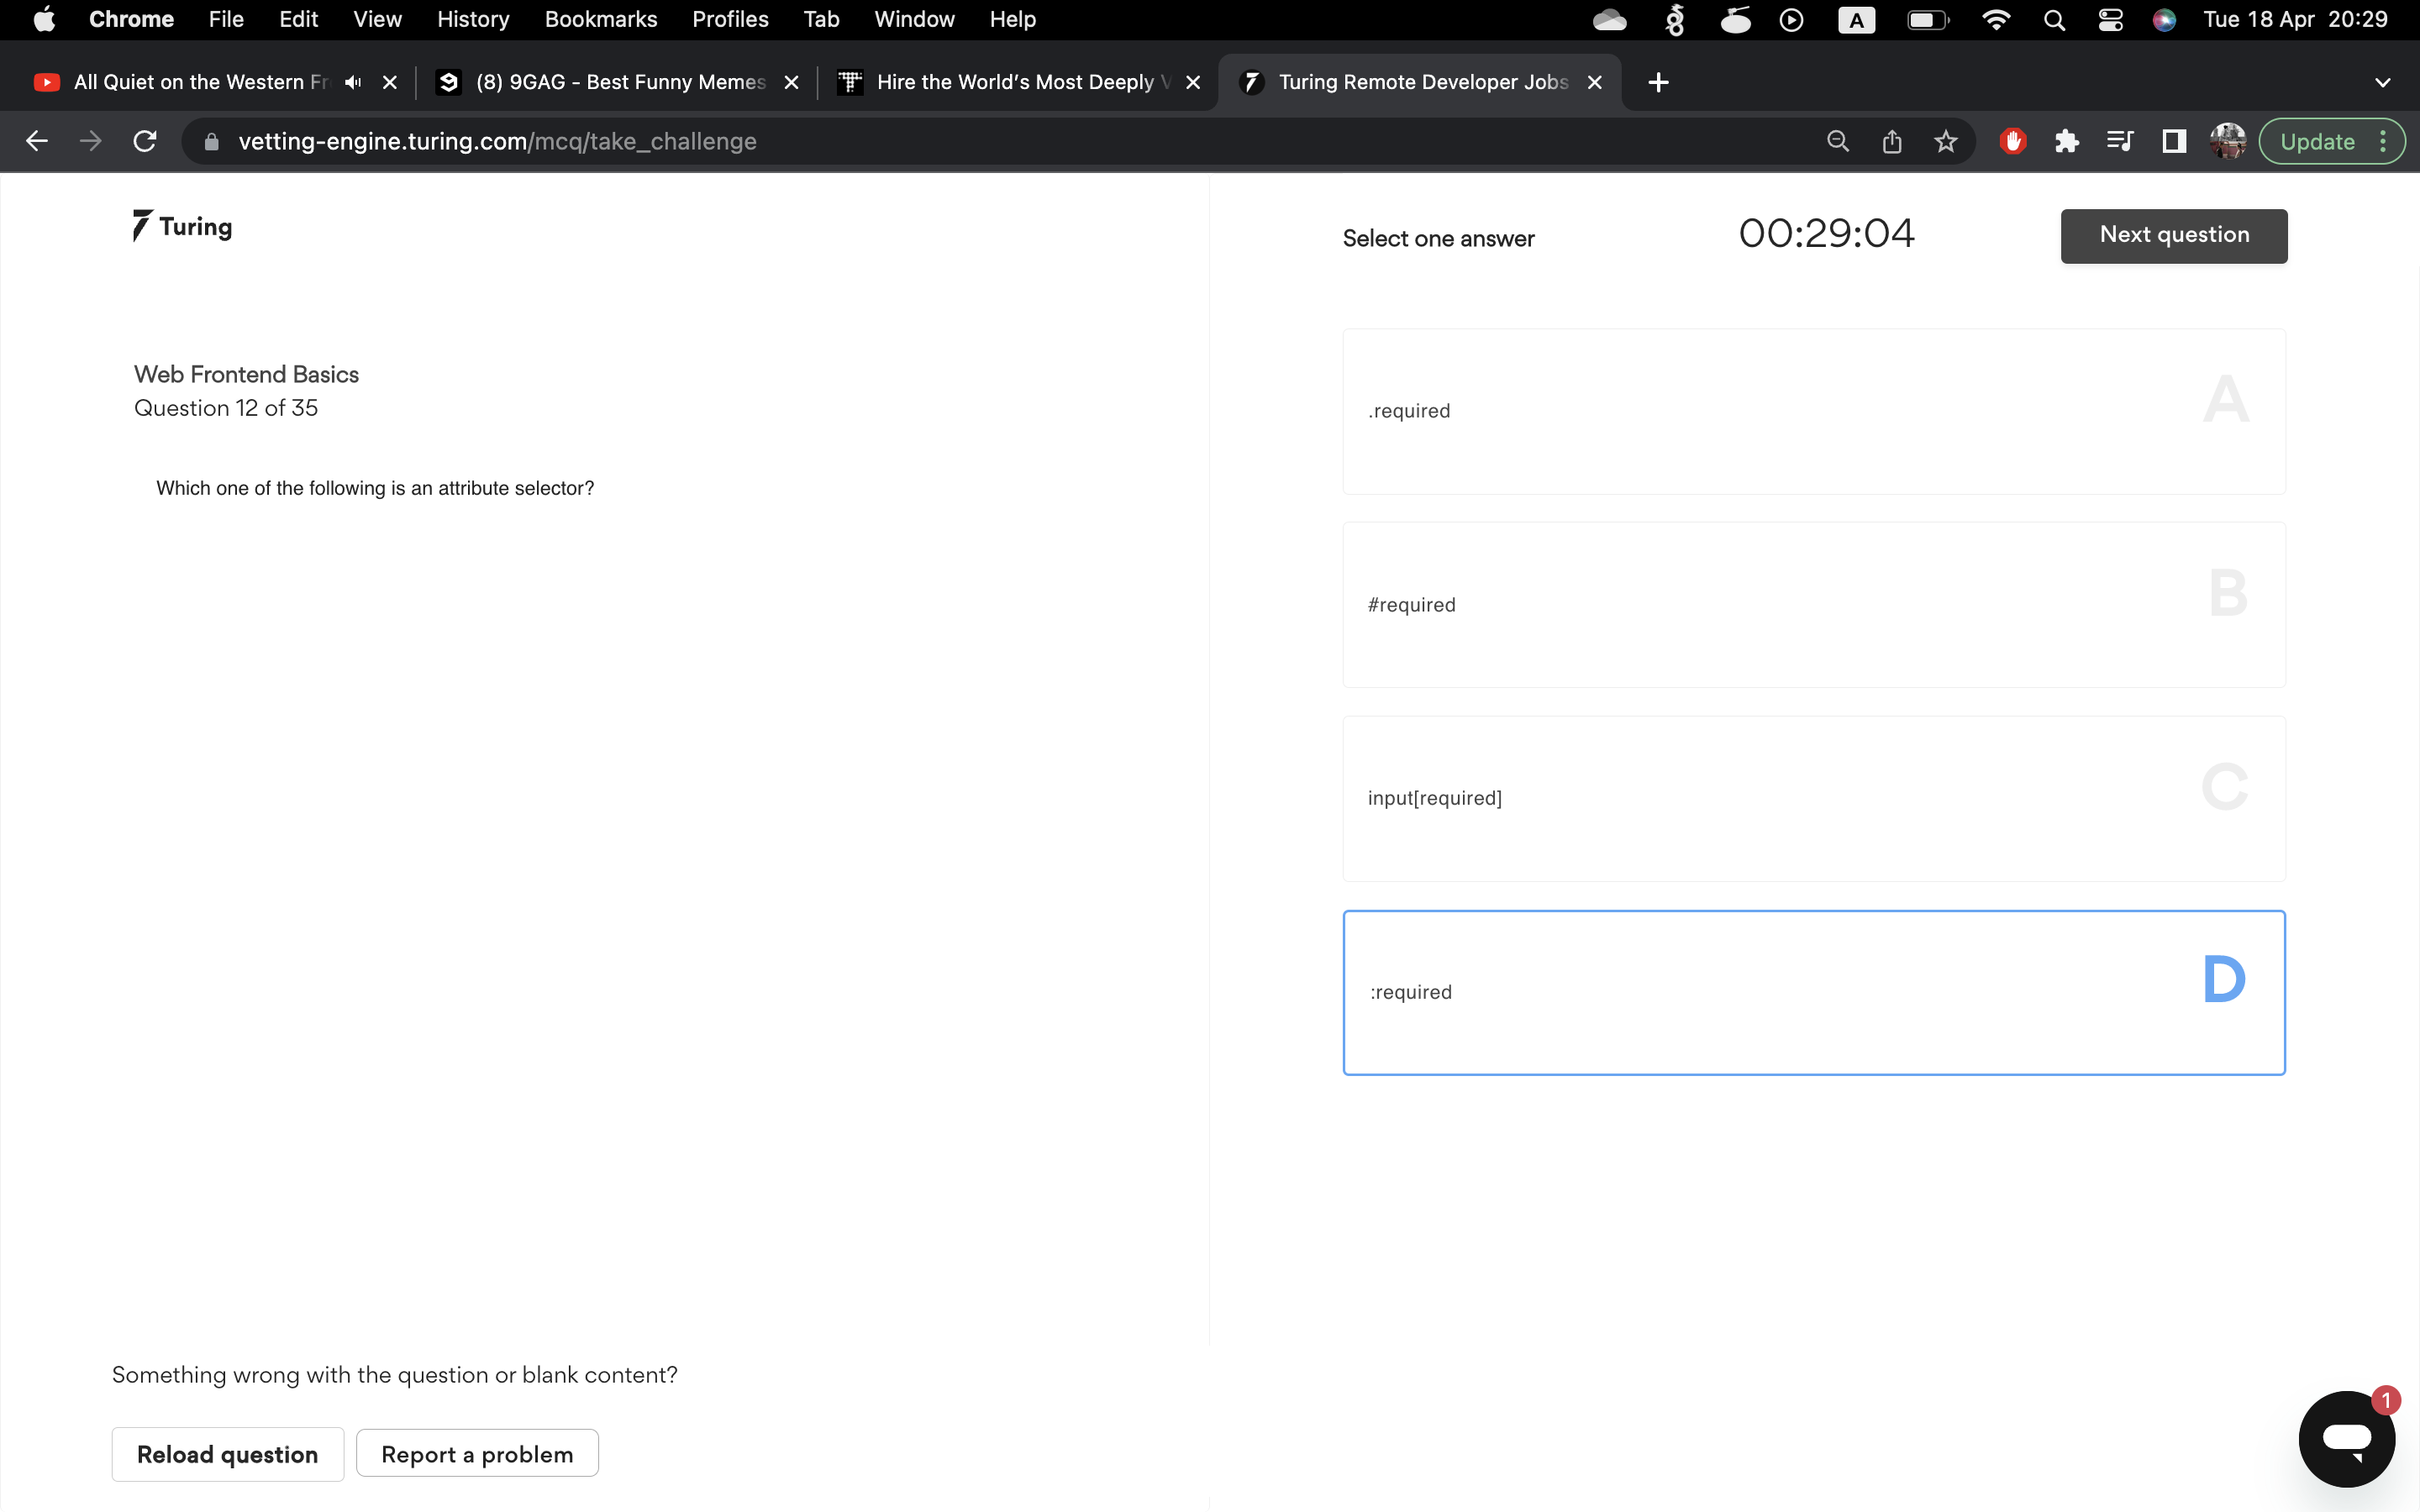 Chrome File Edit View History Bookmarks Profiles Tab Window Help A Tue 18 Apr 20:29
All Quiet on the Western Fr (8) 9GAG - Best Funny Memes Hire the World's Most Deeply V Turing Remote Developer Jobs
vetting-engine.turing.com/mcq/take_challenge Update
Turing
Select one answer 00:29:04 Next question
Web Frontend Basics
Question 12 of 35
Which one of the following is an attribute selector?
.required A
#required B
input[required] C
:required D
Something wrong with the question or blank content?
Reload question Report a problem
1